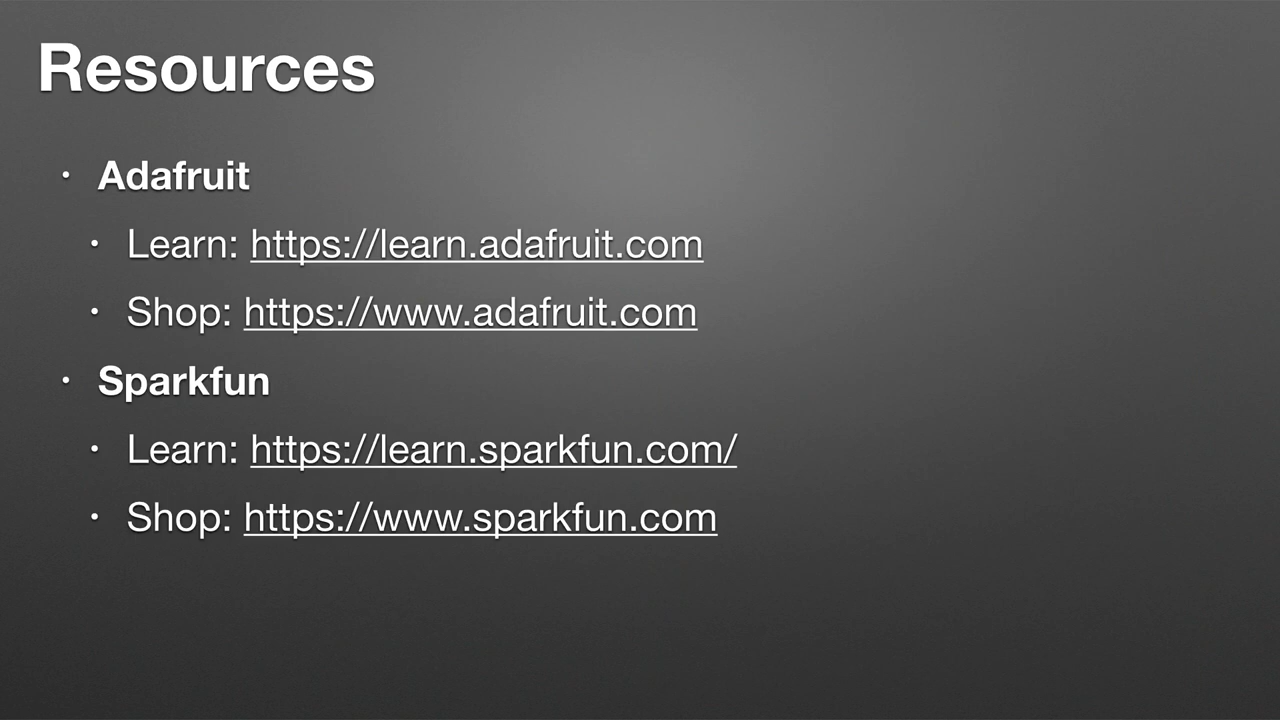 Resources
• Adafruit
• Learn: https://learn.adafruit.com
• Shop: https://www.adafruit.com
• Sparkfun
• Learn: https://learn.sparkfun.com/
• Shop: https://www.sparkfun.com